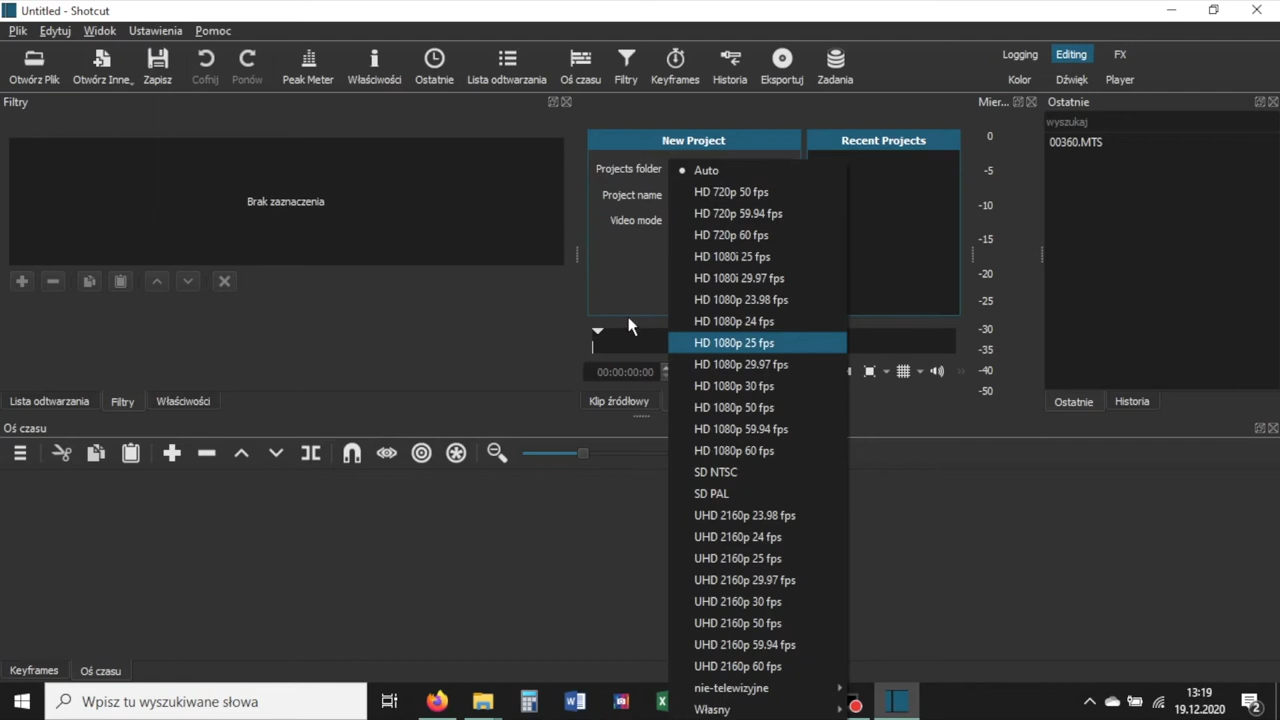 Untitled - Shotcut
Plik Edytuj Widok Ustawienia Pomoc
Otwórz Plik Otwórz Inne... Zapisz Cofnij Ponów Peak Meter Właściwości Ostatnie Lista odtwarzania Oś czasu Filtry Keyframes Historia Eksportuj Zadania
Logging Editing FX
Kolor Dźwięk Player
Filtry
Brak zaznaczenia
Lista odtwarzania Filtry Właściwości
New Project
Projects folder
Project name
Video mode
Recent Projects
Auto
HD 720p 50 fps
HD 720p 59.94 fps
HD 720p 60 fps
HD 1080i 25 fps
HD 1080i 29.97 fps
HD 1080p 23.98 fps
HD 1080p 24 fps
HD 1080p 25 fps
HD 1080p 29.97 fps
HD 1080p 30 fps
HD 1080p 50 fps
HD 1080p 59.94 fps
HD 1080p 60 fps
SD NTSC
SD PAL
UHD 2160p 23.98 fps
UHD 2160p 24 fps
UHD 2160p 25 fps
UHD 2160p 29.97 fps
UHD 2160p 30 fps
UHD 2160p 50 fps
UHD 2160p 59.94 fps
UHD 2160p 60 fps
nie-telewizyjne
Własny
00:00:00:00
Klip źródłowy
Mier...
0
-5
-10
-15
-20
-25
-30
-35
-40
-50
Ostatnie
wyszukaj
00360.MTS
Ostatnie Historia
Oś czasu
Keyframes Oś czasu
Wpisz tu wyszukiwane słowa
13:19
19.12.2020
2